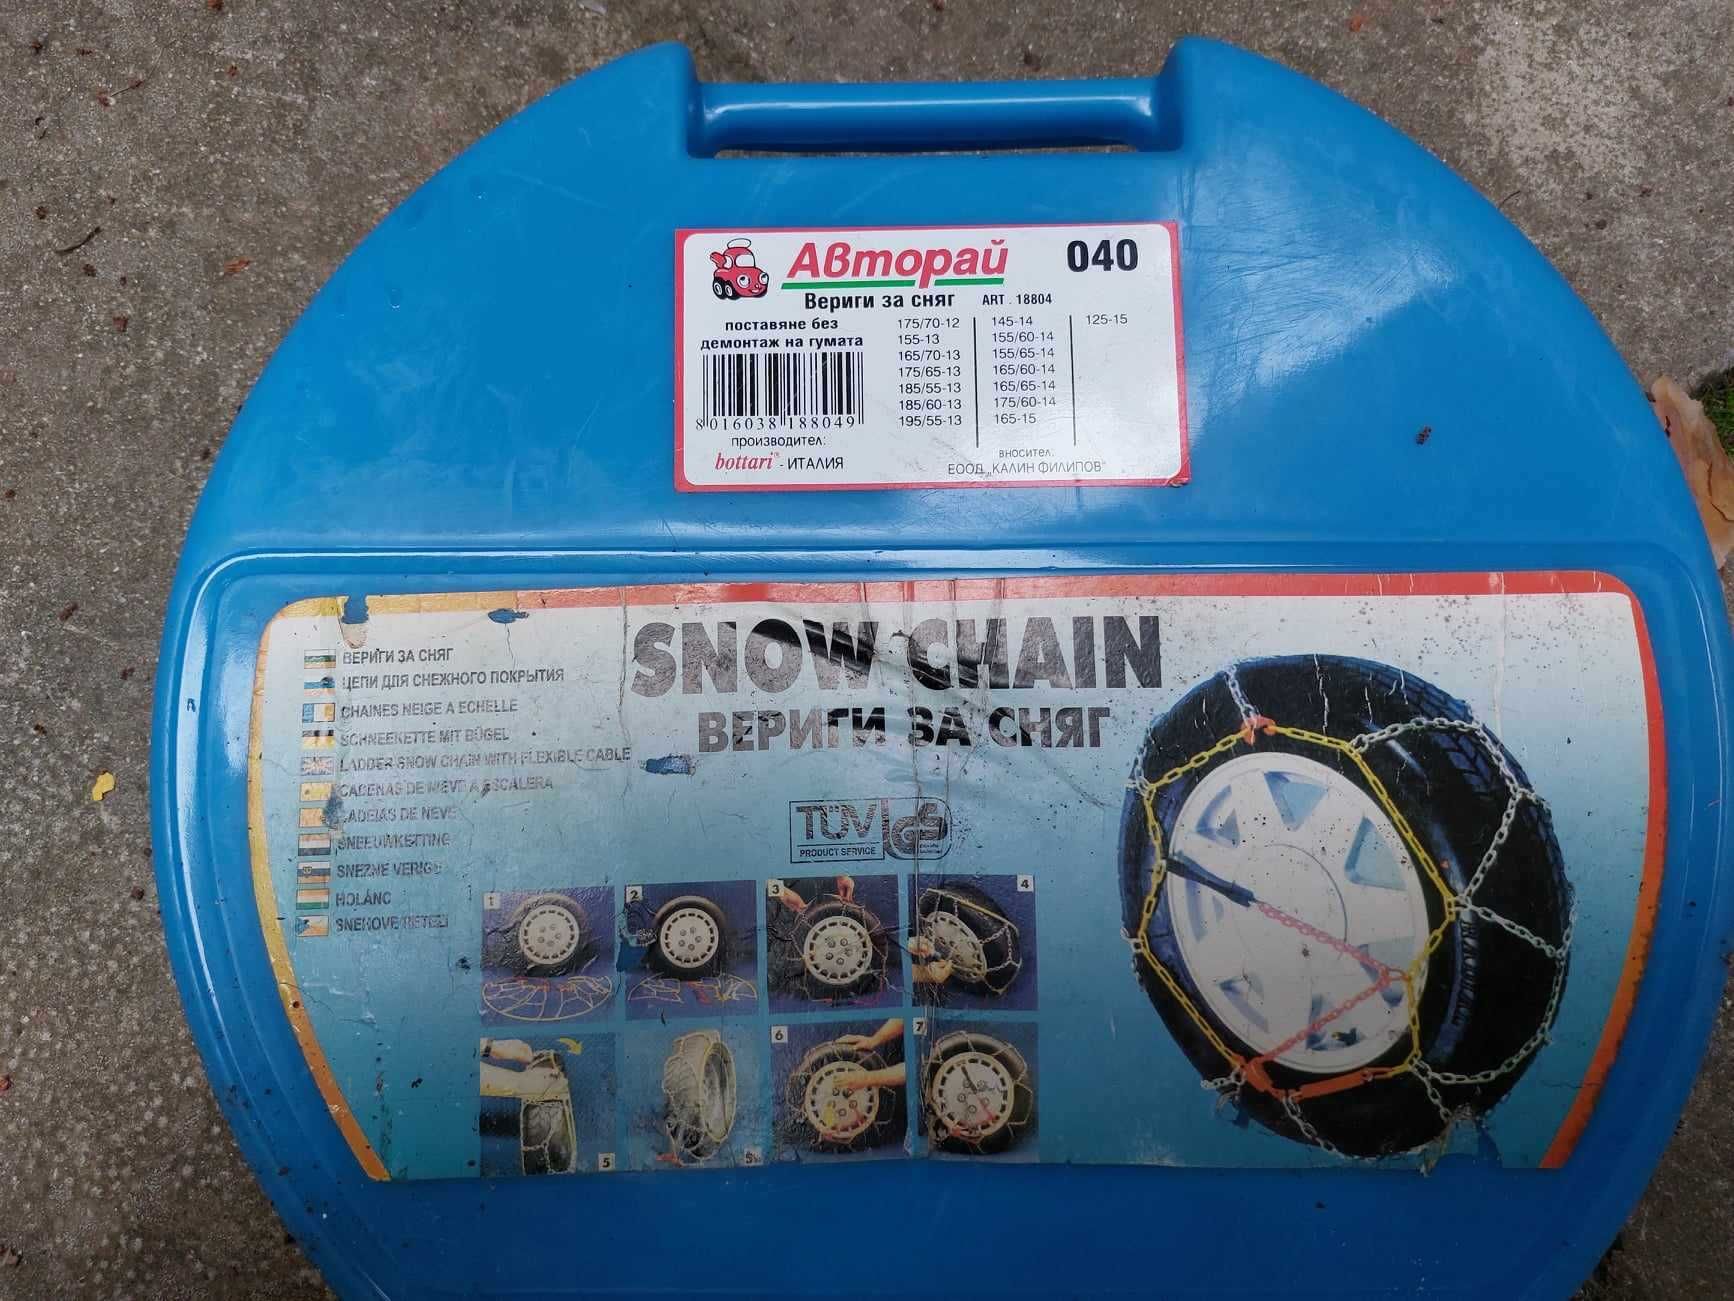 Авторай 040
Вериги за сняг ART . 18804
поставяне без
демонтаж на гумата
175/70-12
155-13
165/70-13
175/65-13
185/55-13
185/60-13
195/55-13
145-14
155/60-14
155/65-14
165/60-14
165/65-14
175/60-14
165-15
125-15
8 016038 188049
производител:
bottari® - ИТАЛИЯ
вносител:
ЕООД „КАЛИН ФИЛИПОВ"
SNOW CHAIN
ВЕРИГИ ЗА СНЯГ
ВЕРИГИ ЗА СНЯГ
ЦЕПИ ДЛЯ СНЕЖНОГО ПОКРЫТИЯ
CHAINES NEIGE A ECHELLE
SCHNEEKETTE MIT BÜGEL
LADDER SNOW CHAIN WITH FLEXIBLE CABLE
CADENAS DE NIEVE A ESCALERA
CADEIAS DE NEVE
SNEEUWKETTING
SNEZNE VERIGE
HOLÁNC
TÜV GS
PRODUCT SERVICE
1
2
3
4
5
6
7